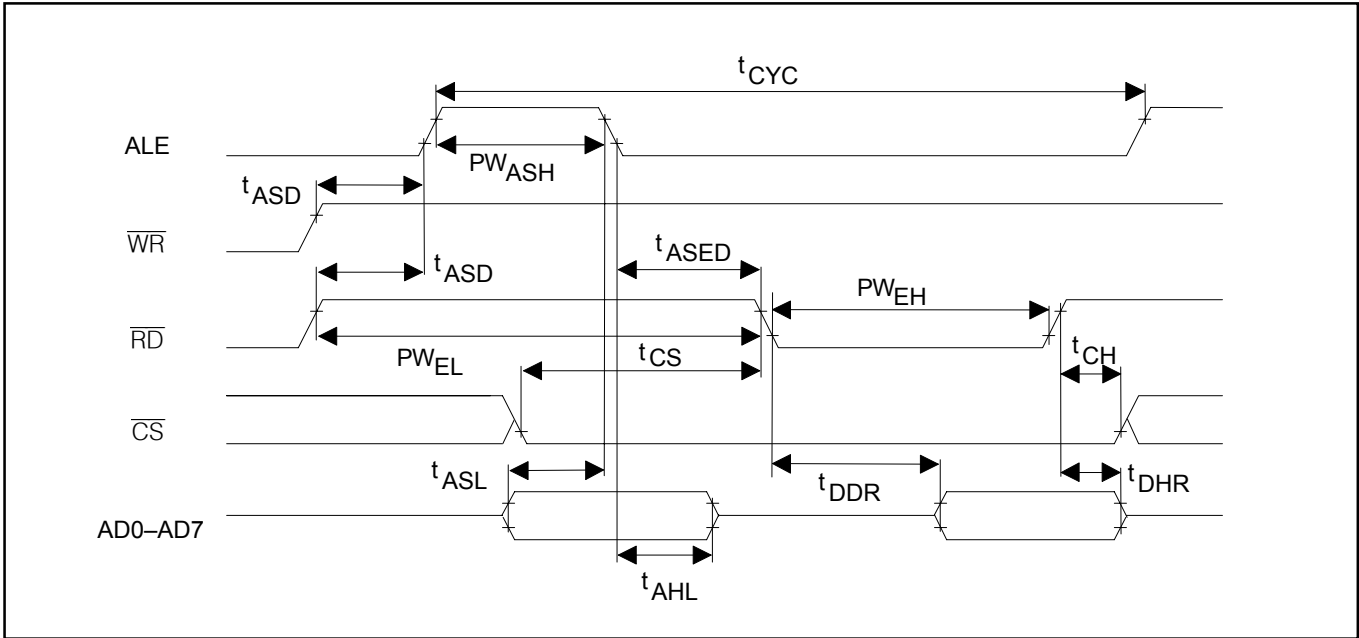 tCYC
ALE
PWASH
tASD
WR
tASED
tASD
PWEH
RD
PWEL
tCS
tCH
CS
tASL
tDDR
tDHR
AD0–AD7
tAHL